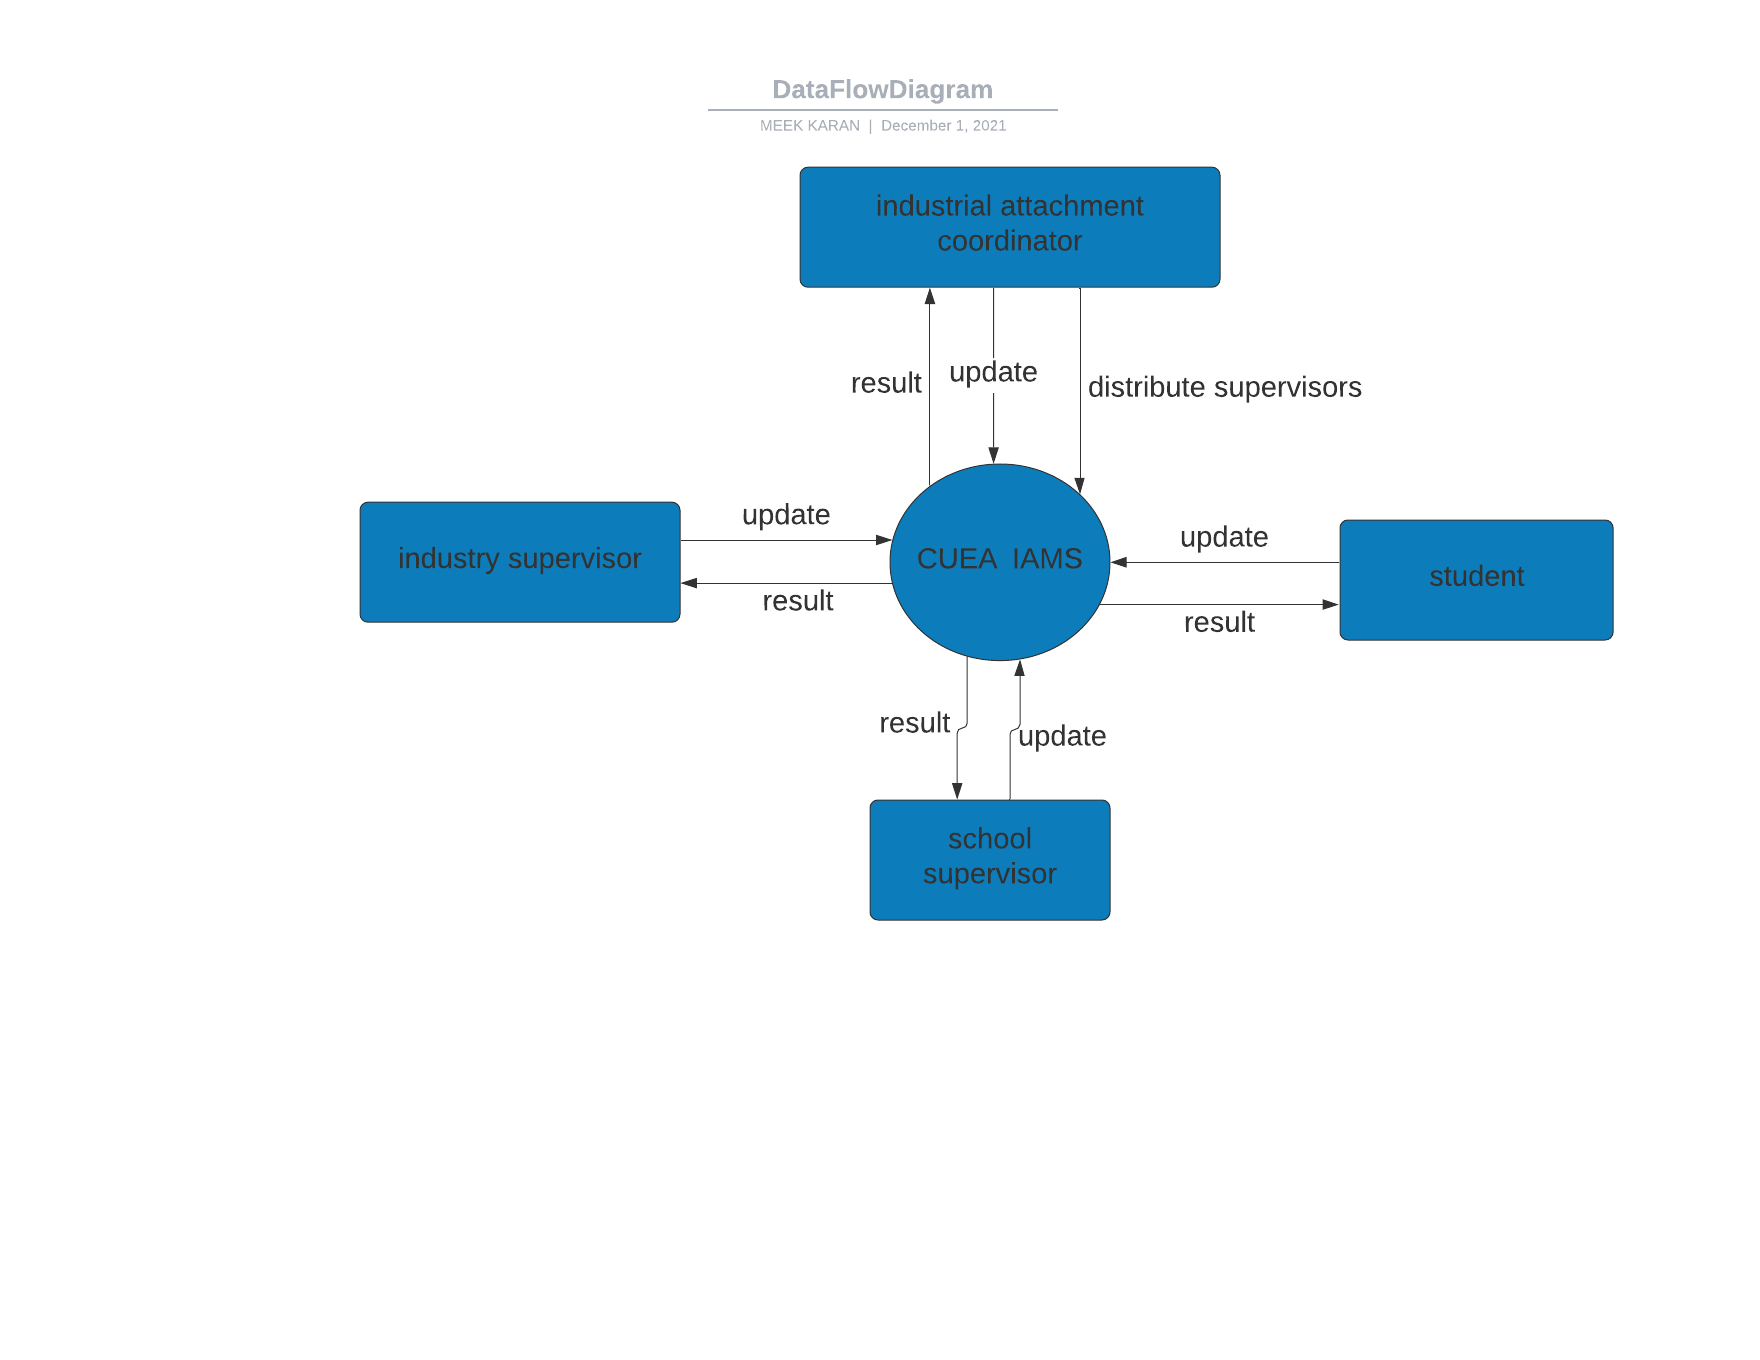 DataFlowDiagram
MEEK KARAN | December 1, 2021
industrial attachment
coordinator
result
update
distribute supervisors
industry supervisor
update
result
CUEA IAMS
update
result
student
result
update
school
supervisor